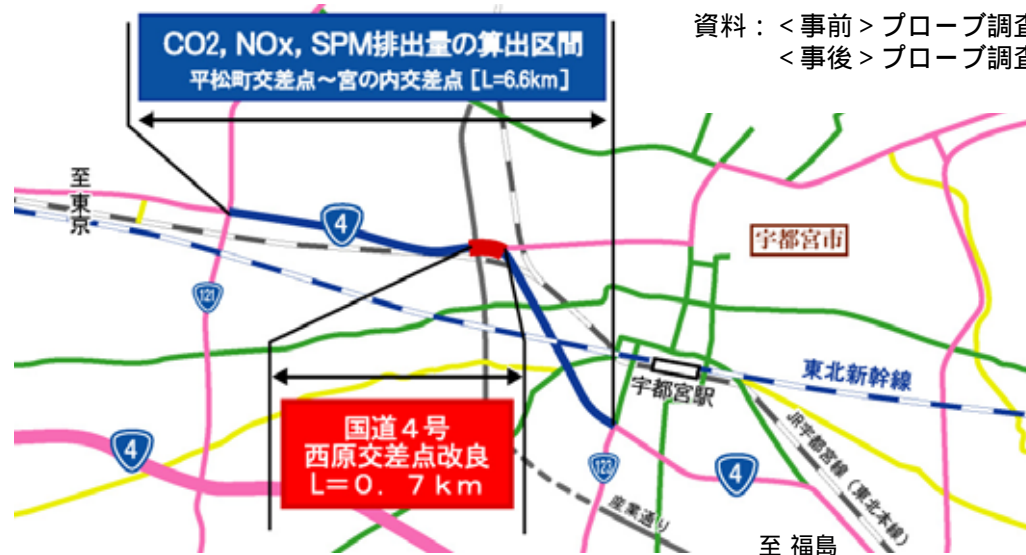 資料：＜事前＞プローブ調査
＜事後＞プローブ調査
CO2, NOx, SPM排出量の算出区間
平松町交差点～宮の内交差点［L=6.6km］
至東京
4
宇都宮市
121
東北新幹線
宇都宮駅
国道４号
西原交差点改良
L＝０．７ｋｍ
4
123
4
JR宇都宮線（東北本線）
産業通り
至 福島